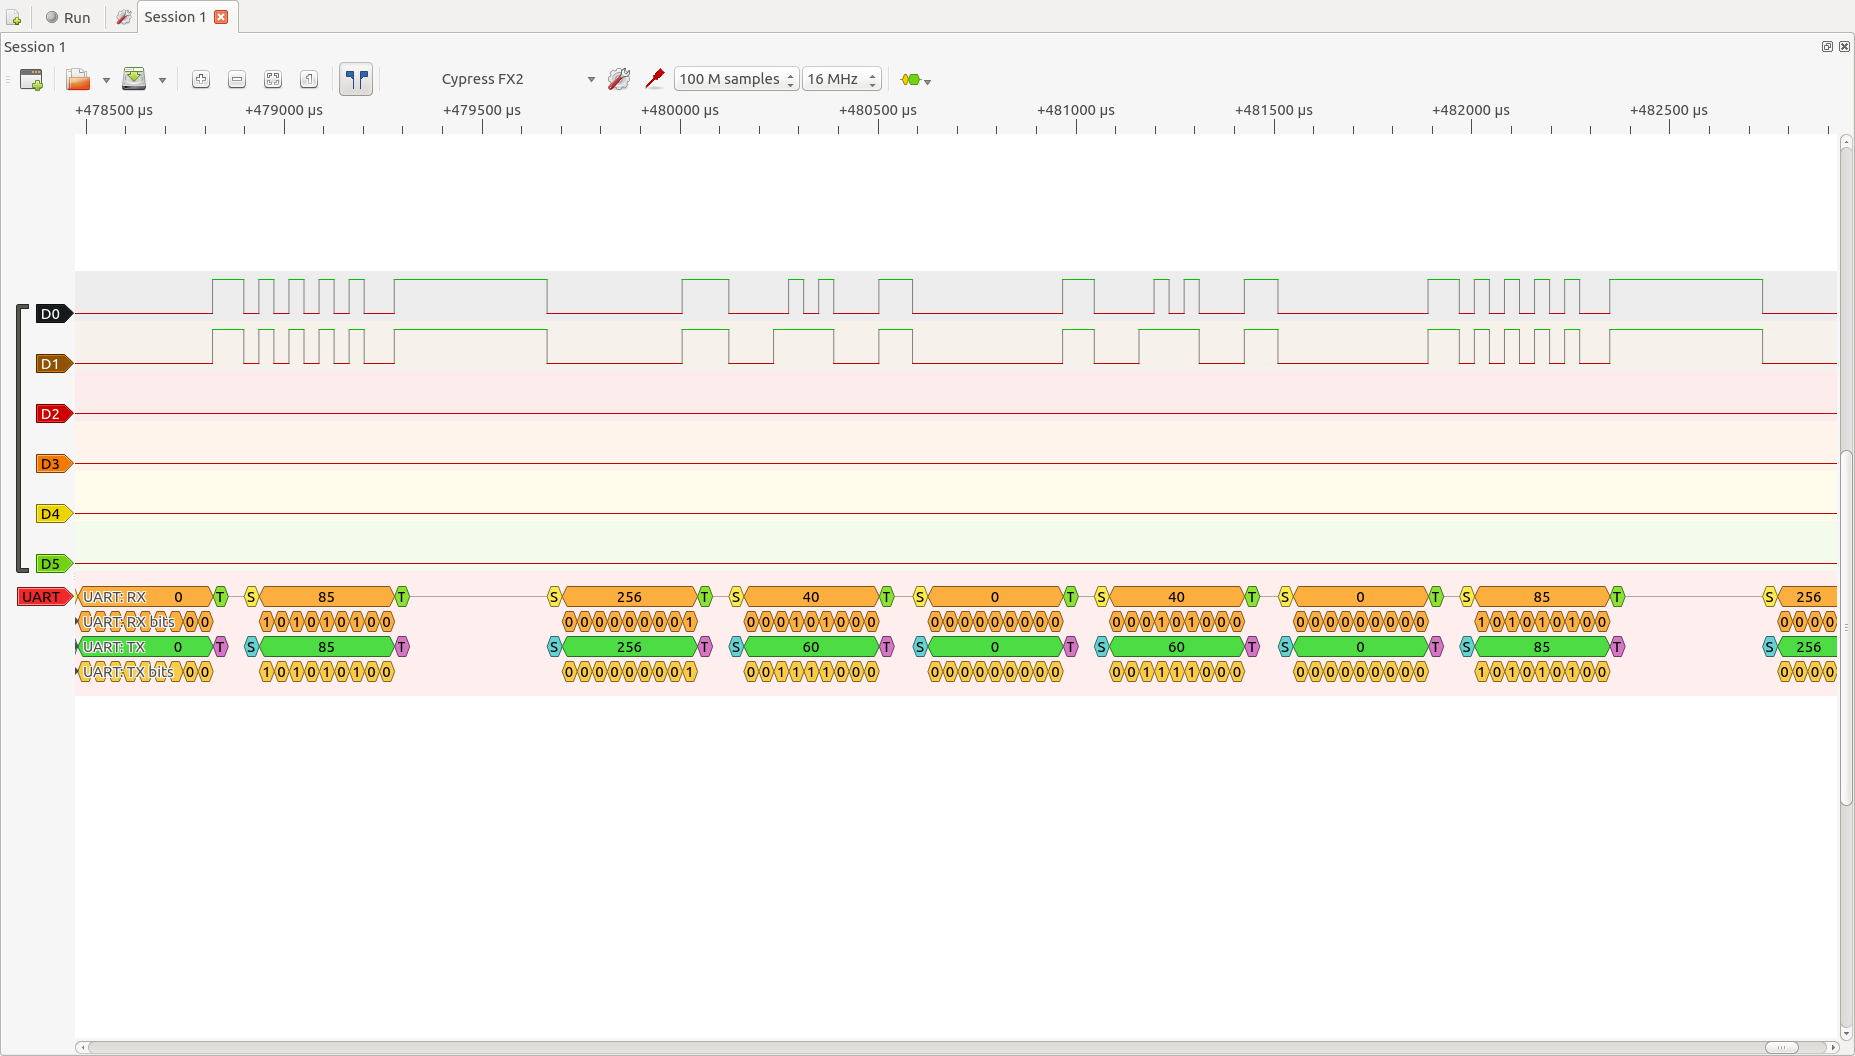 Run Session 1
Session 1
Cypress FX2 100 M samples 16 MHz
+478500 µs +479000 µs +479500 µs +480000 µs +480500 µs +481000 µs +481500 µs +482000 µs +482500 µs
D0
D1
D2
D3
D4
D5
UART UART: RX 0 T S 85 T S 256 T S 40 T S 0 T S 40 T S 0 T S 85 T S 256
UART: RX bits 0 0 1 0 1 0 1 0 1 0 0 0 0 0 0 0 0 0 0 1 0 0 0 1 0 1 0 0 0 0 0 0 0 0 0 0 0 0 0 0 0 1 0 1 0 0 0 0 0 0 0 0 0 0 0 0 0 1 0 1 0 1 0 1 0 0 0 0 0 0
UART: TX 0 T S 85 T S 256 T S 60 T S 0 T S 60 T S 0 T S 85 T S 256
UART: TX bits 0 0 1 0 1 0 1 0 1 0 0 0 0 0 0 0 0 0 0 1 0 0 1 1 1 1 0 0 0 0 0 0 0 0 0 0 0 0 0 0 1 1 1 1 0 0 0 0 0 0 0 0 0 0 0 0 0 1 0 1 0 1 0 1 0 0 0 0 0 0